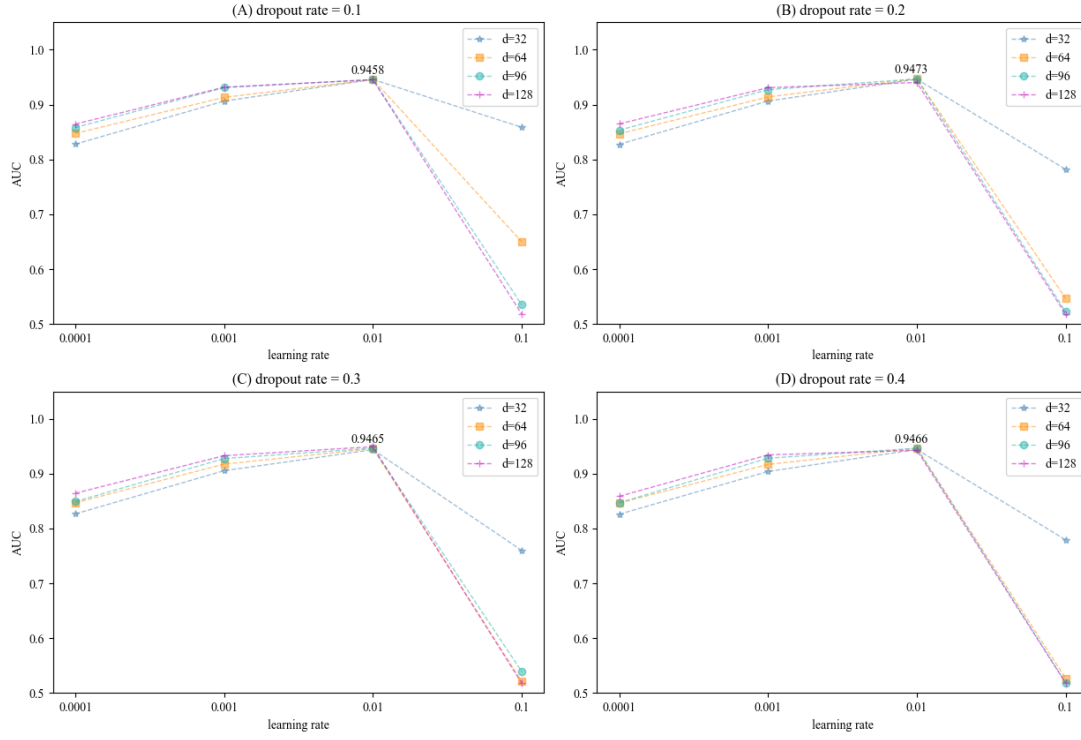 (A) dropout rate = 0.1
1.0
0.9
0.8
0.7
0.6
0.5
AUC
0.9458
d=32
d=64
d=96
d=128
0.0001
0.001
0.01
0.1
learning rate
(B) dropout rate = 0.2
1.0
0.9
0.8
0.7
0.6
0.5
AUC
0.9473
d=32
d=64
d=96
d=128
0.0001
0.001
0.01
0.1
learning rate
(C) dropout rate = 0.3
1.0
0.9
0.8
0.7
0.6
0.5
AUC
0.9465
d=32
d=64
d=96
d=128
0.0001
0.001
0.01
0.1
learning rate
(D) dropout rate = 0.4
1.0
0.9
0.8
0.7
0.6
0.5
AUC
0.9466
d=32
d=64
d=96
d=128
0.0001
0.001
0.01
0.1
learning rate